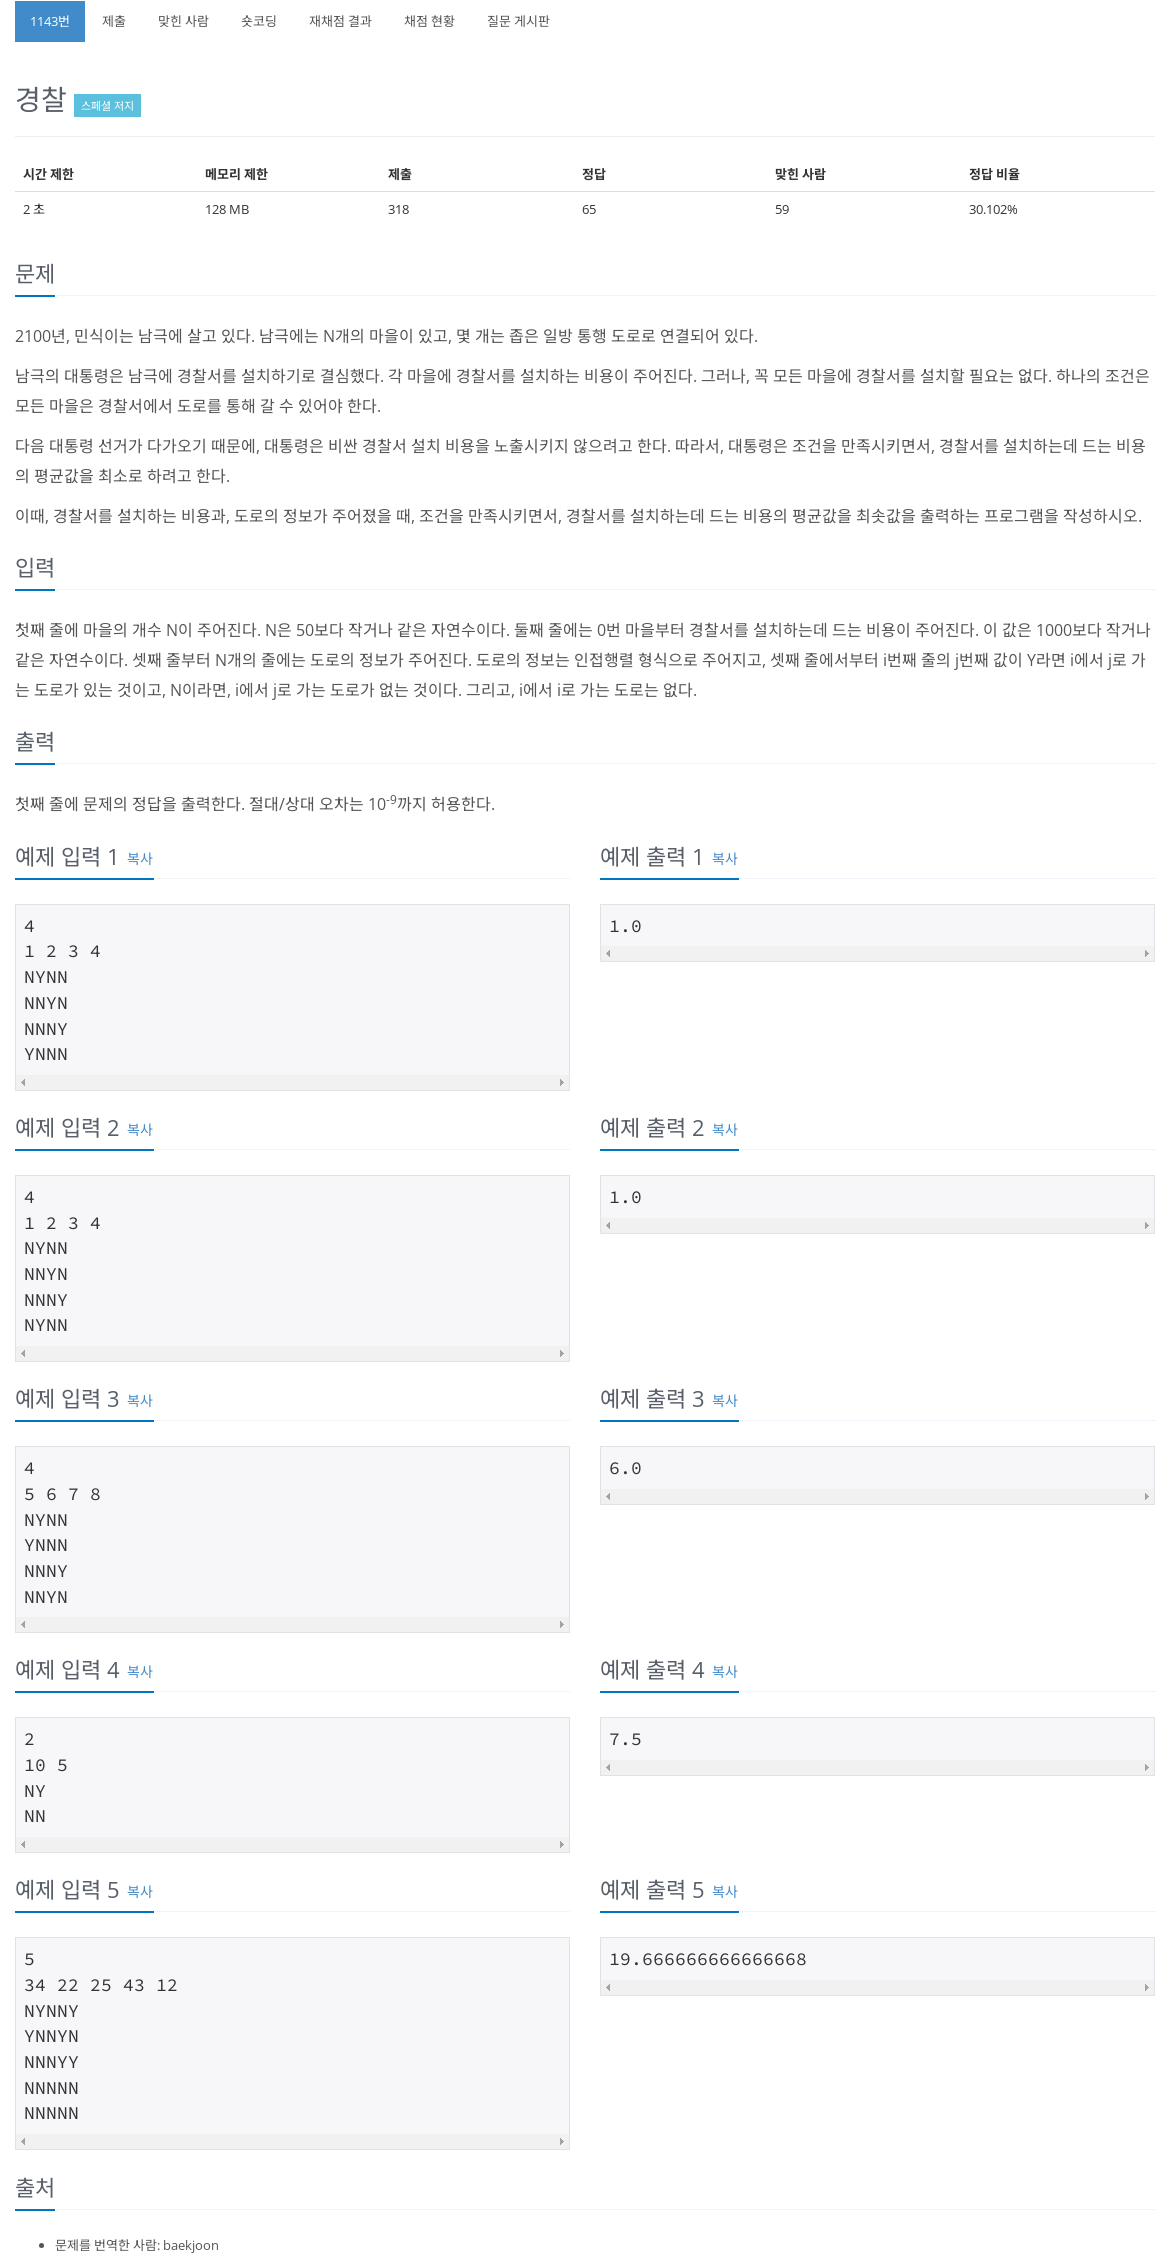 1143번 제출 맞힌 사람 숏코딩 재채점 결과 채점 현황 질문 게시판
경찰 스페셜 저지
시간 제한 메모리 제한 제출 정답 맞힌 사람 정답 비율
2 초 128 MB 318 65 59 30.102%
문제
2100년, 민식이는 남극에 살고 있다. 남극에는 N개의 마을이 있고, 몇 개는 좁은 일방 통행 도로로 연결되어 있다.
남극의 대통령은 남극에 경찰서를 설치하기로 결심했다. 각 마을에 경찰서를 설치하는 비용이 주어진다. 그러나, 꼭 모든 마을에 경찰서를 설치할 필요는 없다. 하나의 조건은
모든 마을은 경찰서에서 도로를 통해 갈 수 있어야 한다.
다음 대통령 선거가 다가오기 때문에, 대통령은 비싼 경찰서 설치 비용을 노출시키지 않으려고 한다. 따라서, 대통령은 조건을 만족시키면서, 경찰서를 설치하는데 드는 비용
의 평균값을 최소로 하려고 한다.
이때, 경찰서를 설치하는 비용과, 도로의 정보가 주어졌을 때, 조건을 만족시키면서, 경찰서를 설치하는데 드는 비용의 평균값을 최솟값을 출력하는 프로그램을 작성하시오.
입력
첫째 줄에 마을의 개수 N이 주어진다. N은 50보다 작거나 같은 자연수이다. 둘째 줄에는 0번 마을부터 경찰서를 설치하는데 드는 비용이 주어진다. 이 값은 1000보다 작거나
같은 자연수이다. 셋째 줄부터 N개의 줄에는 도로의 정보가 주어진다. 도로의 정보는 인접행렬 형식으로 주어지고, 셋째 줄에서부터 i번째 줄의 j번째 값이 Y라면 i에서 j로 가
는 도로가 있는 것이고, N이라면, i에서 j로 가는 도로가 없는 것이다. 그리고, i에서 i로 가는 도로는 없다.
출력
첫째 줄에 문제의 정답을 출력한다. 절대/상대 오차는 10-9까지 허용한다.
예제 입력 1 복사
4
1 2 3 4
NYNN
NNYN
NNNY
YNNN
예제 출력 1 복사
1.0
예제 입력 2 복사
4
1 2 3 4
NYNN
NNYN
NNNY
NYNN
예제 출력 2 복사
1.0
예제 입력 3 복사
4
5 6 7 8
NYNN
YNNN
NNNY
NNYN
예제 출력 3 복사
6.0
예제 입력 4 복사
2
10 5
NY
NN
예제 출력 4 복사
7.5
예제 입력 5 복사
5
34 22 25 43 12
NYNNY
YNNYN
NNNYY
NNNNN
NNNNN
예제 출력 5 복사
19.666666666666668
출처
문제를 번역한 사람: baekjoon